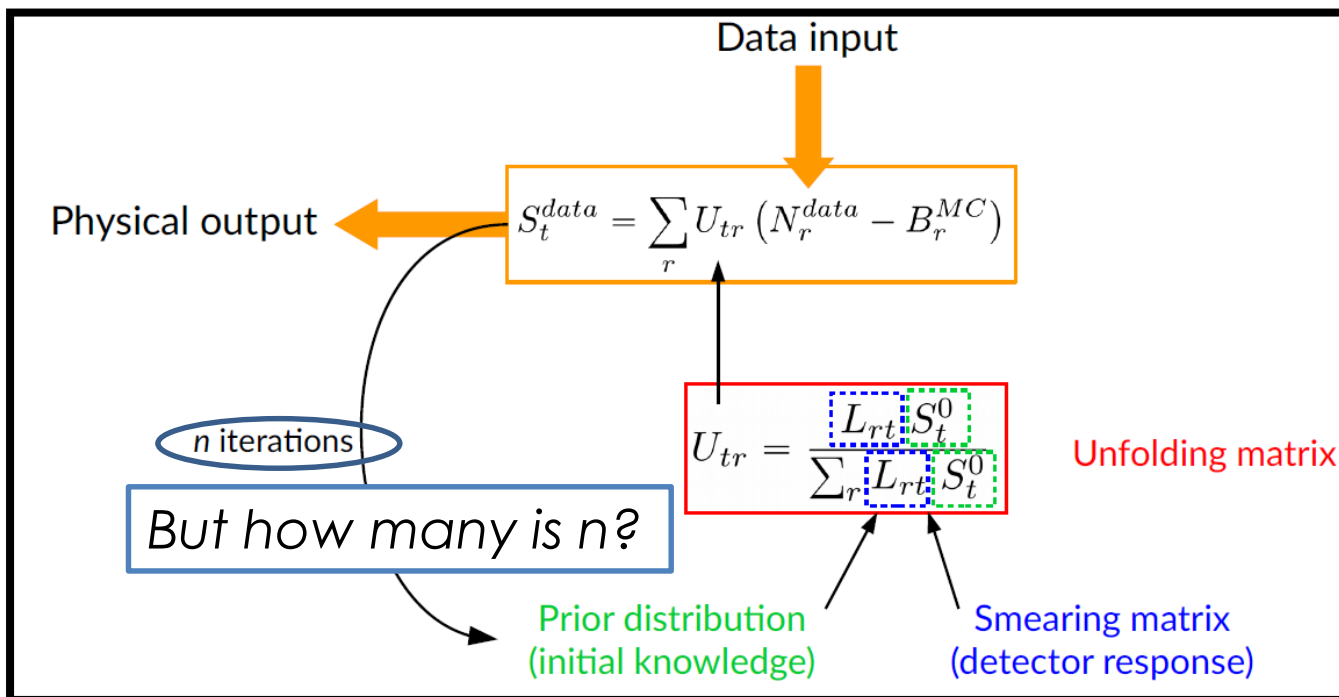 Data input
Physical output
$S_t^{data} = \sum_r U_{tr} \left( N_r^{data} - B_r^{MC} \right)$
n iterations
$U_{tr} = \frac{L_{rt} S_t^0}{\sum_r L_{rt} S_t^0}$
Unfolding matrix
But how many is n?
Prior distribution
(initial knowledge)
Smearing matrix
(detector response)